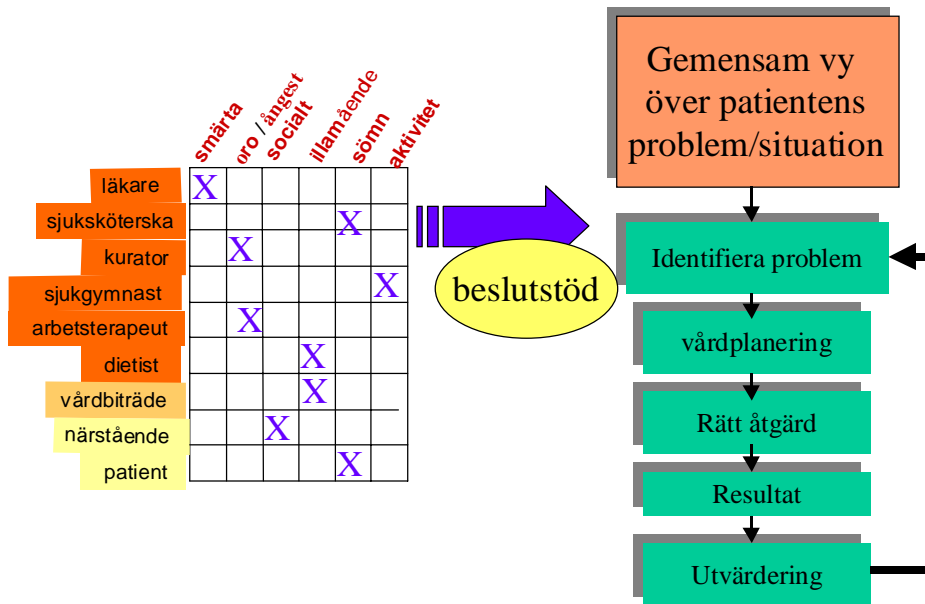 smärta
oro / ångest
socialt
illamående
sömn
aktivitet
läkare X
sjuksköterska X
kurator X
sjukgymnast X
arbetsterapeut X
dietist X
vårdbiträde X
närstående X
patient X
beslutstöd
Gemensam vy
över patientens
problem/situation
Identifiera problem
vårdplanering
Rätt åtgärd
Resultat
Utvärdering